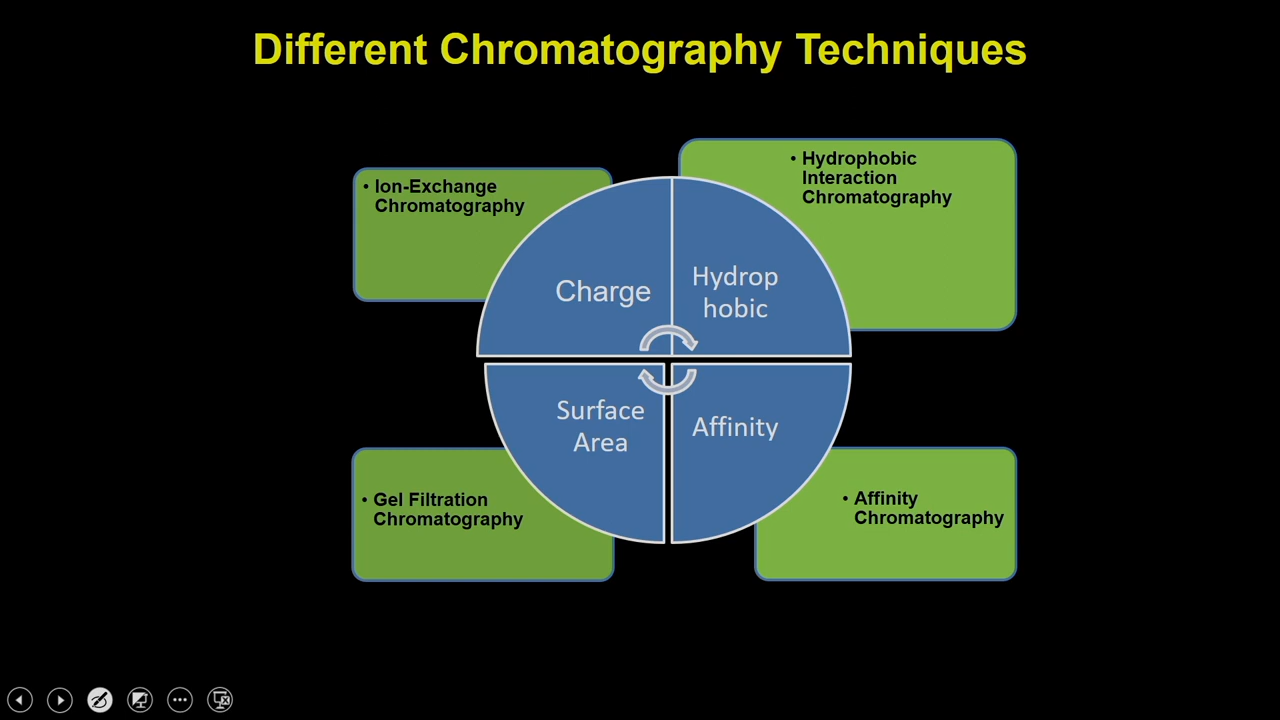 Different Chromatography Techniques
• Ion-Exchange
Chromatography
• Hydrophobic
Interaction
Chromatography
Charge
Hydrop
hobic
Surface
Area
Affinity
• Gel Filtration
Chromatography
• Affinity
Chromatography